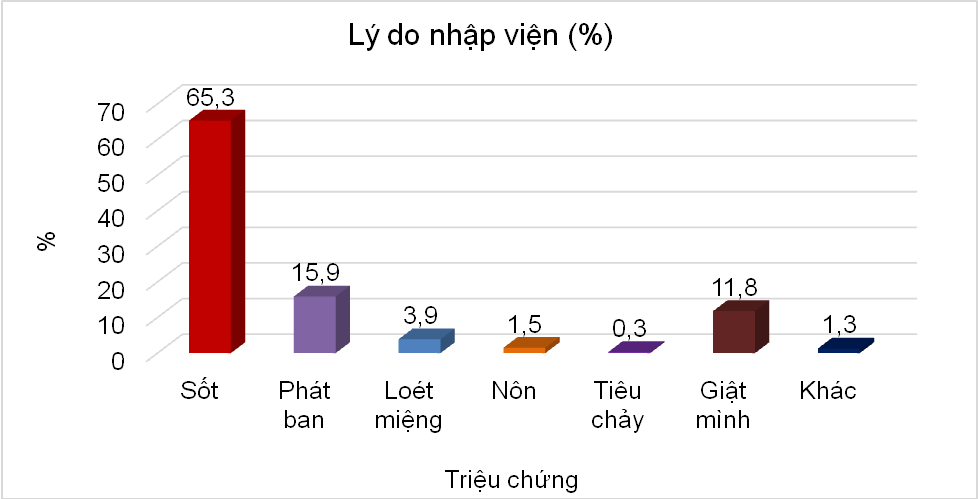 Lý do nhập viện (%)
65,3
70
60
50
40
30
20
10
0
%
15,9
3,9
1,5
0,3
11,8
1,3
Sốt
Phát
ban
Loét
miệng
Nôn
Tiêu
chảy
Giật
mình
Khác
Triệu chứng